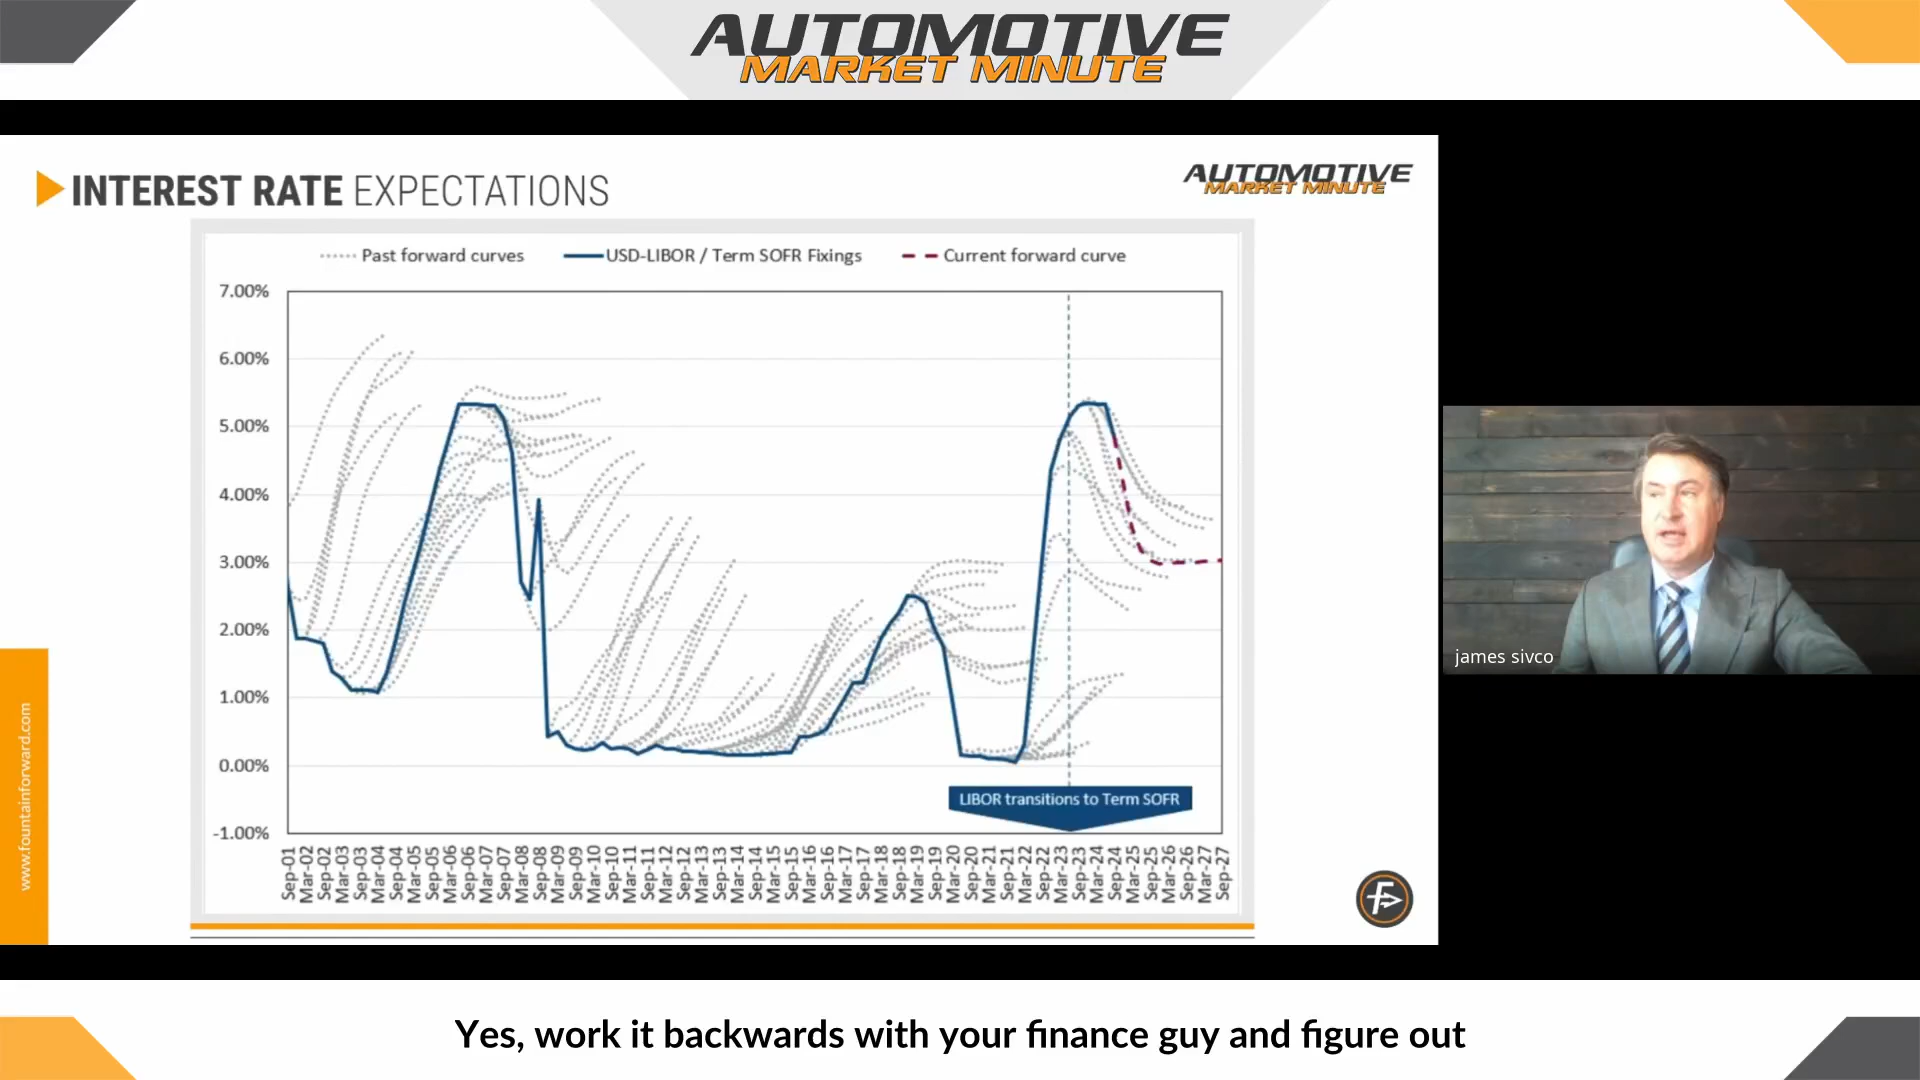 AUTOMOTIVE
MARKET MINUTE
INTEREST RATE EXPECTATIONS
AUTOMOTIVE
MARKET MINUTE
Past forward curves
USD-LIBOR / Term SOFR Fixings
Current forward curve
7.00%
6.00%
5.00%
4.00%
3.00%
2.00%
1.00%
0.00%
-1.00%
LIBOR transitions to Term SOFR
Sep-01
Mar-02
Sep-02
Mar-03
Sep-03
Mar-04
Sep-04
Mar-05
Sep-05
Mar-06
Sep-06
Mar-07
Sep-07
Mar-08
Sep-08
Mar-09
Sep-09
Mar-10
Sep-10
Mar-11
Sep-11
Mar-12
Sep-12
Mar-13
Sep-13
Mar-14
Sep-14
Mar-15
Sep-15
Mar-16
Sep-16
Mar-17
Sep-17
Mar-18
Sep-18
Mar-19
Sep-19
Mar-20
Sep-20
Mar-21
Sep-21
Mar-22
Sep-22
Mar-23
Sep-23
Mar-24
Sep-24
Mar-25
Sep-25
Mar-26
Sep-26
Mar-27
Sep-27
www.fountainforward.com
james sivco
Yes, work it backwards with your finance guy and figure out